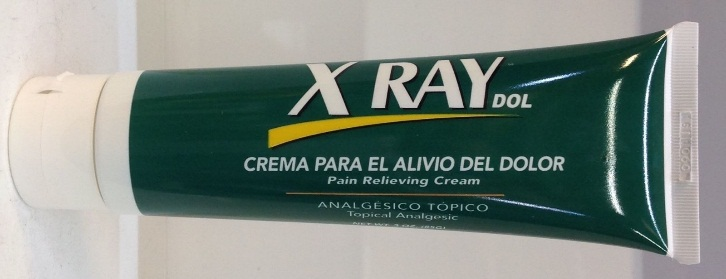 X RAY DOL
CREMA PARA EL ALIVIO DEL DOLOR
Pain Relieving Cream
ANALGÉSICO TÓPICO
Topical Analgesic